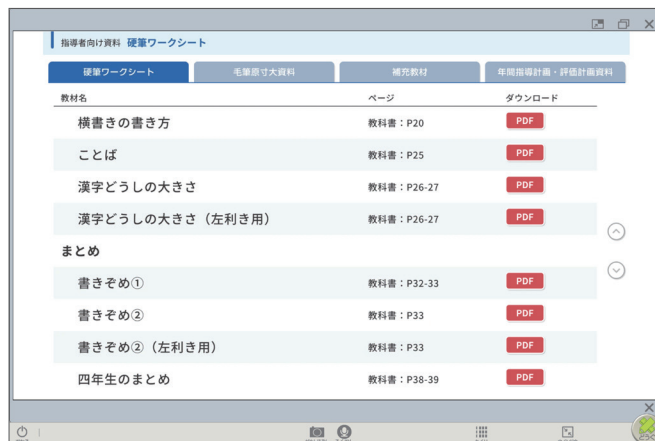 指導者向け資料 硬筆ワークシート
硬筆ワークシート 毛筆原寸大資料 補充教材 年間指導計画・評価計画資料
教材名 ページ ダウンロード
横書きの書き方 教科書：P20 PDF
ことば 教科書：P25 PDF
漢字どうしの大きさ 教科書：P26-27 PDF
漢字どうしの大きさ（左利き用） 教科書：P26-27 PDF
まとめ
書きぞめ① 教科書：P32-33 PDF
書きぞめ② 教科書：P33 PDF
書きぞめ②（左利き用） 教科書：P33 PDF
四年生のまとめ 教科書：P38-39 PDF